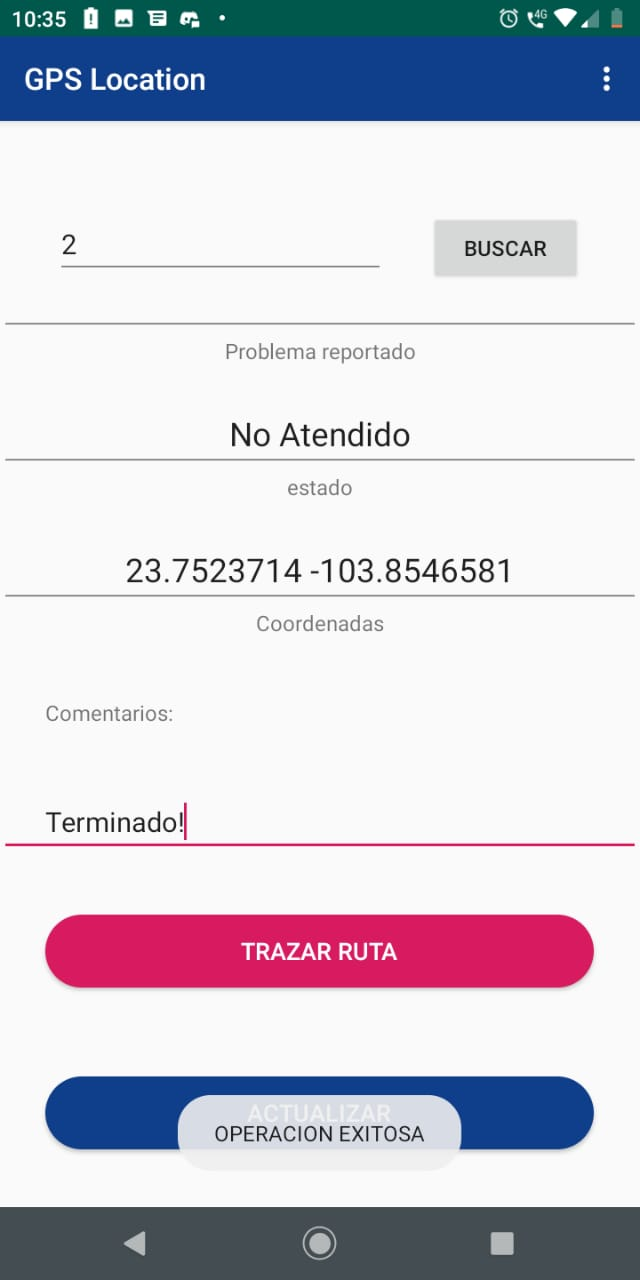 10:35
4G
GPS Location
2
BUSCAR
Problema reportado
No Atendido
estado
23.7523714 -103.8546581
Coordenadas
Comentarios:
Terminado!
TRAZAR RUTA
ACTUALIZAR
OPERACION EXITOSA